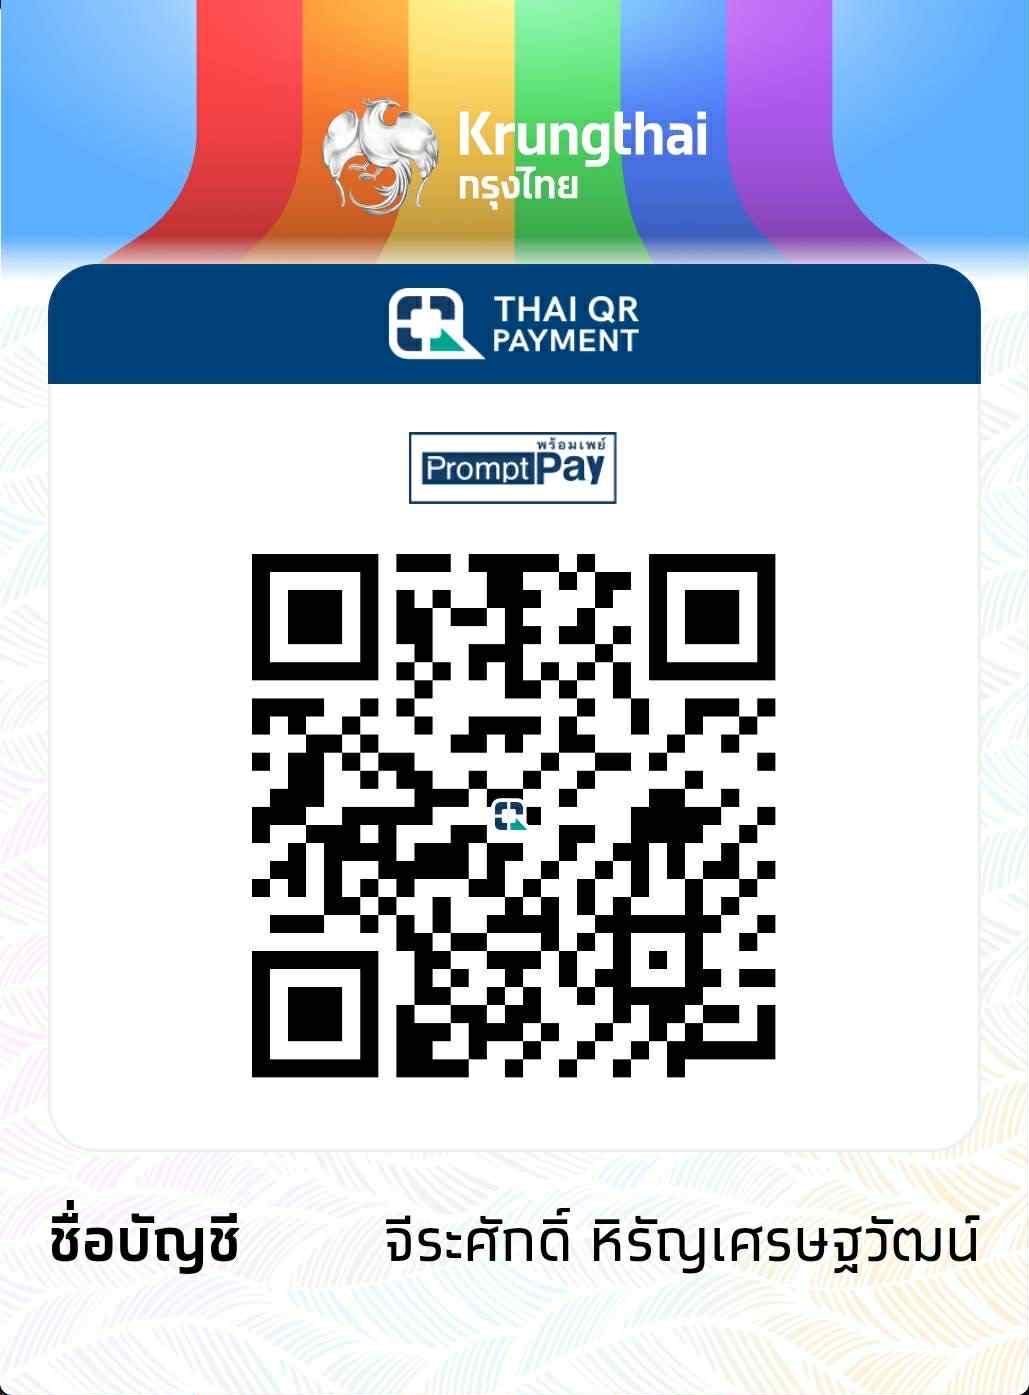 Krungthai
กรุงไทย
THAI QR
PAYMENT
พร้อมเพย์
PromptPay
ชื่อบัญชี จีระศักดิ์ หิรัญเศรษฐวัฒน์